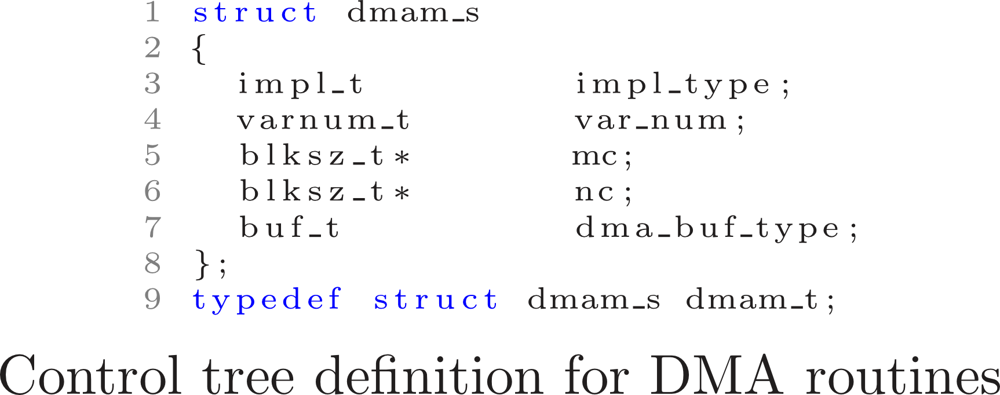 1 struct dmam_s
2 {
3 impl_t impl_type;
4 varnum_t var_num;
5 blksz_t* mc;
6 blksz_t* nc;
7 buf_t dma_buf_type;
8 };
9 typedef struct dmam_s dmam_t;
Control tree definition for DMA routines